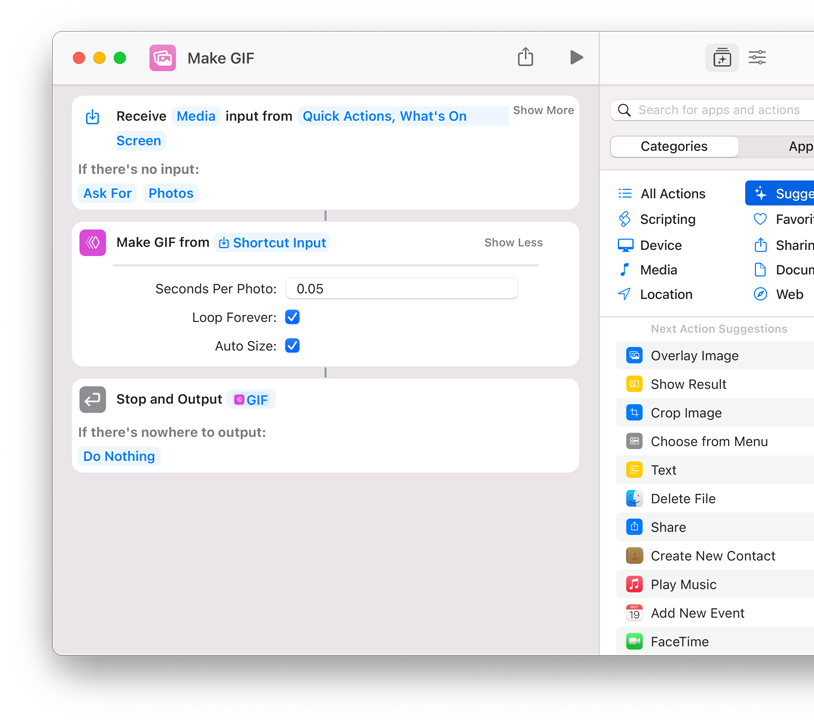 Make GIF
Receive Media input from Quick Actions, What's On Show More
Screen
If there's no input:
Ask For Photos
Make GIF from Shortcut Input Show Less
Seconds Per Photo: 0.05
Loop Forever:
Auto Size:
Stop and Output GIF
If there's nowhere to output:
Do Nothing
Search for apps and actions
Categories App
All Actions Sugge
Scripting Favori
Device Sharin
Media Docum
Location Web
Next Action Suggestions
Overlay Image
Show Result
Crop Image
Choose from Menu
Text
Delete File
Share
Create New Contact
Play Music
19 Add New Event
FaceTime